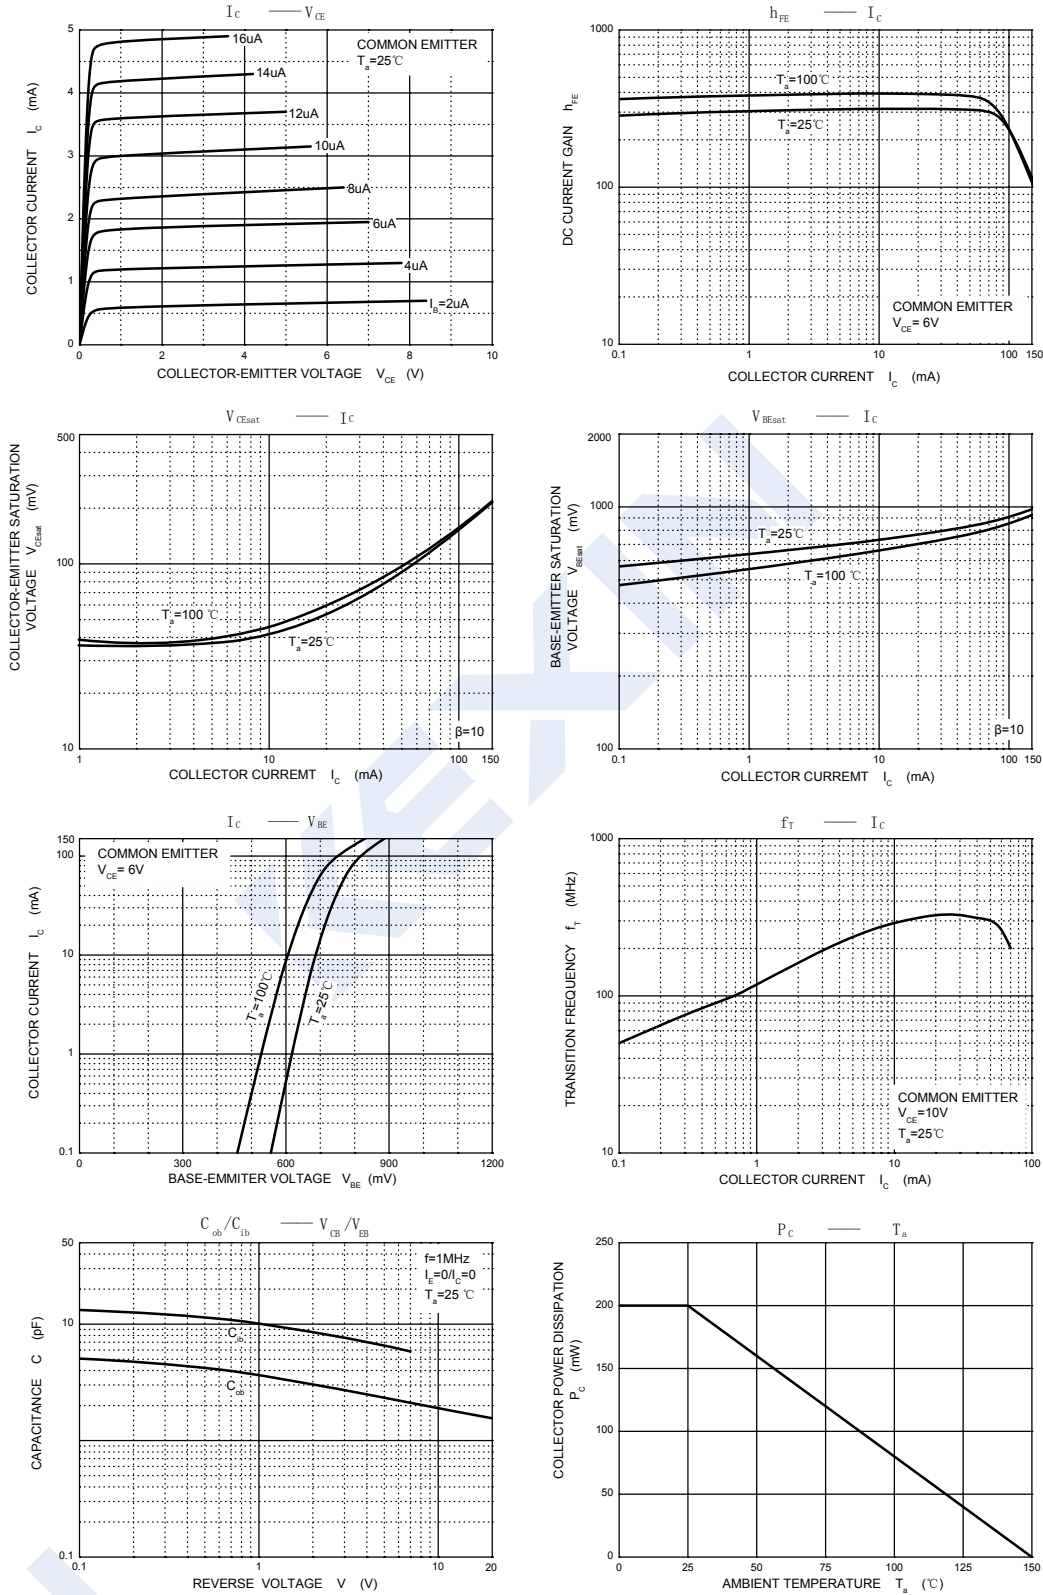 IC —— VCE
COLLECTOR CURRENT IC (mA)
5
4
3
2
1
0
16uA
14uA
12uA
10uA
8uA
6uA
4uA
IB=2uA
COMMON EMITTER
Ta=25℃
0 2 4 6 8 10
COLLECTOR-EMITTER VOLTAGE VCE (V)
hFE —— IC
DC CURRENT GAIN hFE
1000
100
10
Ta=100℃
Ta=25℃
COMMON EMITTER
VCE= 6V
0.1 1 10 100 150
COLLECTOR CURRENT IC (mA)
VCEsat —— IC
COLLECTOR-EMITTER SATURATION
VOLTAGE VCEsat (mV)
500
100
10
Ta=100 ℃
Ta=25℃
β=10
1 10 100 150
COLLECTOR CURREMT IC (mA)
VBEsat —— IC
BASE-EMITTER SATURATION
VOLTAGE VBEsat (mV)
2000
1000
100
Ta=25℃
Ta=100 ℃
β=10
0.1 1 10 100 150
COLLECTOR CURREMT IC (mA)
IC —— VBE
COLLECTOR CURRENT IC (mA)
150
100
10
1
0.1
COMMON EMITTER
VCE= 6V
Ta=100℃
Ta=25℃
0 300 600 900 1200
BASE-EMMITER VOLTAGE VBE (mV)
fT —— IC
TRANSITION FREQUENCY fT (MHz)
1000
100
10
COMMON EMITTER
VCE=10V
Ta=25℃
0.1 1 10 100
COLLECTOR CURRENT IC (mA)
Cob/Cib —— VCB/VEB
CAPACITANCE C (pF)
50
10
0.1
f=1MHz
IE=0/IC=0
Ta=25 ℃
Cib
Cob
0.1 1 10 20
REVERSE VOLTAGE V (V)
PC —— Ta
COLLECTOR POWER DISSIPATION
PC (mW)
250
200
150
100
50
0
0 25 50 75 100 125 150
AMBIENT TEMPERATURE Ta (℃)
KEXIN